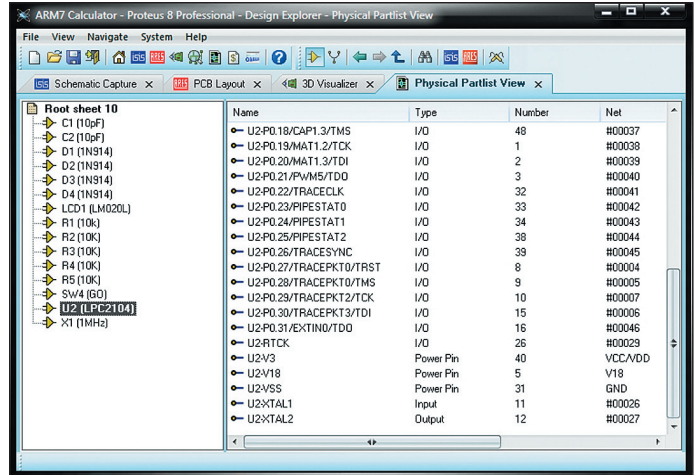 ARM7 Calculator - Proteus 8 Professional - Design Explorer - Physical Partlist View
File View Navigate System Help
Schematic Capture PCB Layout 3D Visualizer Physical Partlist View
Root sheet 10
C1 (10pF)
C2 (10pF)
D1 (1N914)
D2 (1N914)
D3 (1N914)
D4 (1N914)
LCD1 (LM020L)
R1 (10k)
R2 (10K)
R3 (10K)
R4 (10K)
R5 (10K)
SW4 (GO)
U2 (LPC2104)
X1 (1MHz)
Name Type Number Net
U2-P0.18/CAP1.3/TMS I/O 48 #00037
U2-P0.19/MAT1.2/TCK I/O 1 #00038
U2-P0.20/MAT1.3/TDI I/O 2 #00039
U2-P0.21/PWM5/TDO I/O 3 #00040
U2-P0.22/TRACECLK I/O 32 #00041
U2-P0.23/PIPESTAT0 I/O 33 #00042
U2-P0.24/PIPESTAT1 I/O 34 #00043
U2-P0.25/PIPESTAT2 I/O 38 #00044
U2-P0.26/TRACESYNC I/O 39 #00045
U2-P0.27/TRACEPKT0/TRST I/O 8 #00004
U2-P0.28/TRACEPKT0/TMS I/O 9 #00005
U2-P0.29/TRACEPKT2/TCK I/O 10 #00007
U2-P0.30/TRACEPKT3/TDI I/O 15 #00006
U2-P0.31/EXTIN0/TDO I/O 16 #00046
U2-RTCK I/O 26 #00029
U2-V3 Power Pin 40 VCC/VDD
U2-V18 Power Pin 5 V18
U2-VSS Power Pin 31 GND
U2-XTAL1 Input 11 #00026
U2-XTAL2 Output 12 #00027